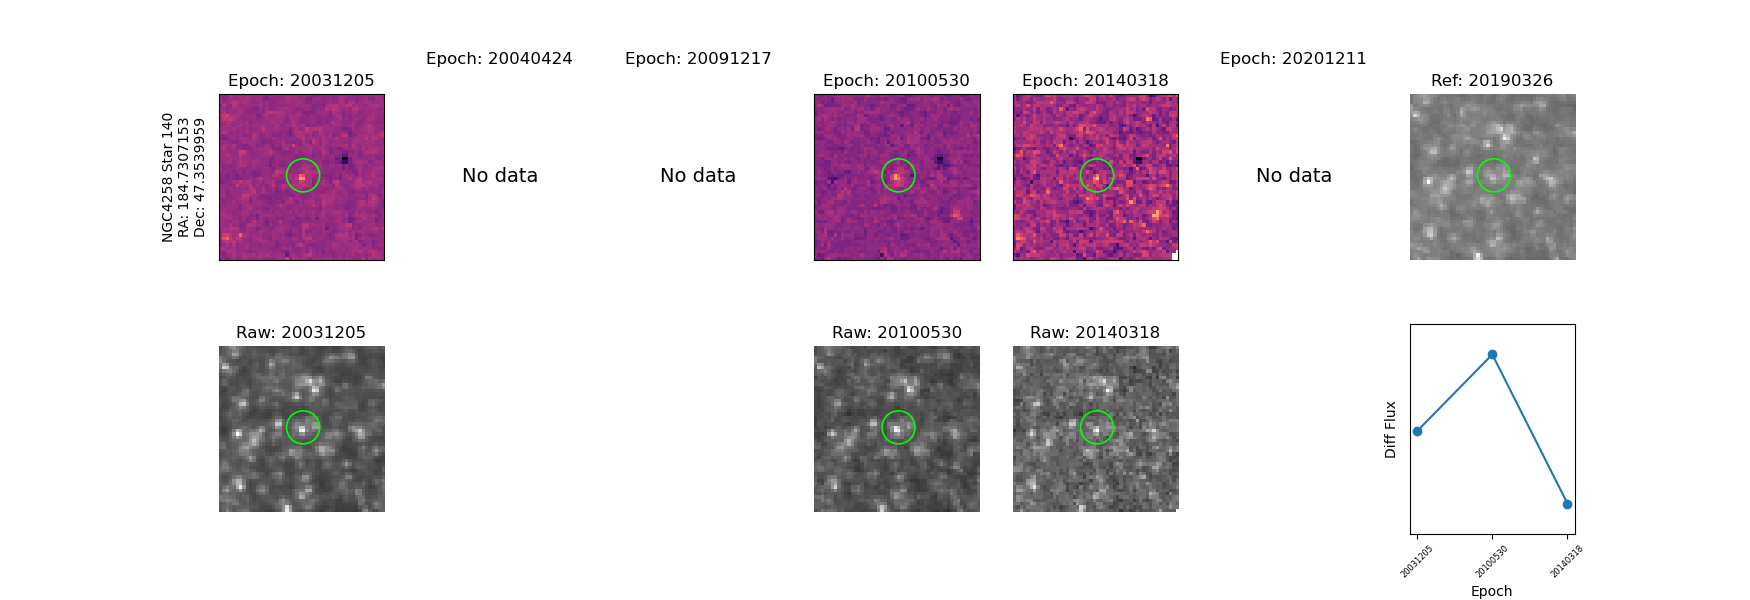 Epoch: 20031205
Epoch: 20040424
Epoch: 20091217
Epoch: 20100530
Epoch: 20140318
Epoch: 20201211
Ref: 20190326
NGC4258 Star 140
RA: 184.7307153
Dec: 47.3539959
No data
No data
No data
Raw: 20031205
Raw: 20100530
Raw: 20140318
Diff Flux
20031205
20100530
20140318
Epoch